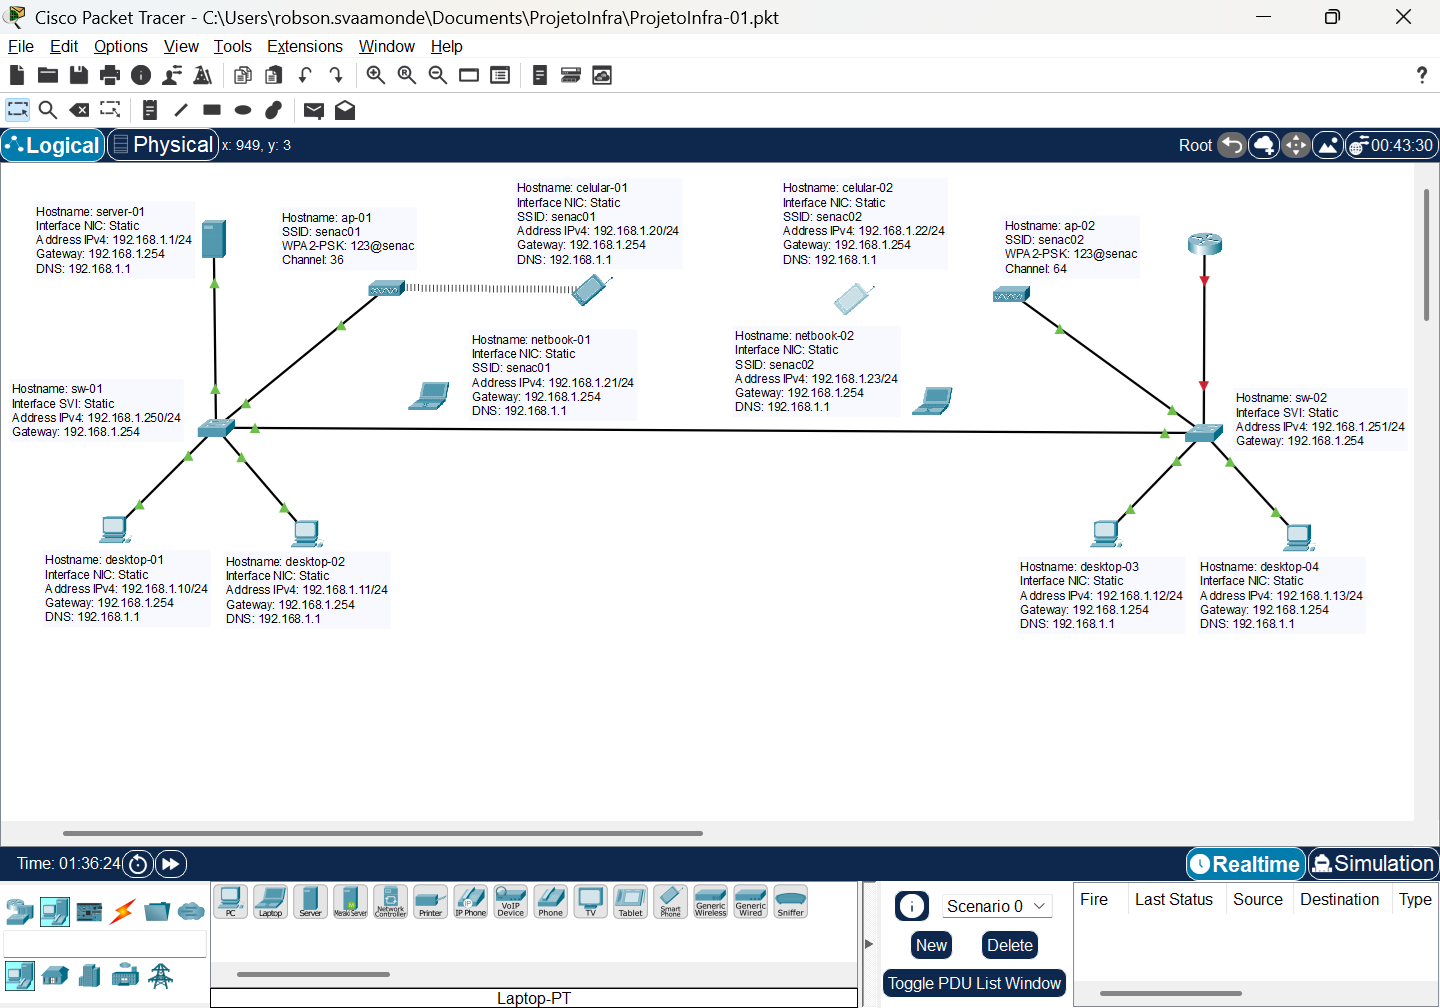 Cisco Packet Tracer - C:\Users\robson.svaamonde\Documents\ProjetoInfra\ProjetoInfra-01.pkt
File Edit Options View Tools Extensions Window Help
?
Logical Physical x: 949, y: 3 Root 00:43:30
Hostname: server-01
Interface NIC: Static
Address IPv4: 192.168.1.1/24
Gateway: 192.168.1.254
DNS: 192.168.1.1
Hostname: ap-01
SSID: senac01
WPA2-PSK: 123@senac
Channel: 36
Hostname: celular-01
Interface NIC: Static
SSID: senac01
Address IPv4: 192.168.1.20/24
Gateway: 192.168.1.254
DNS: 192.168.1.1
Hostname: celular-02
Interface NIC: Static
SSID: senac02
Address IPv4: 192.168.1.22/24
Gateway: 192.168.1.254
DNS: 192.168.1.1
Hostname: ap-02
SSID: senac02
WPA2-PSK: 123@senac
Channel: 64
Hostname: netbook-01
Interface NIC: Static
SSID: senac01
Address IPv4: 192.168.1.21/24
Gateway: 192.168.1.254
DNS: 192.168.1.1
Hostname: netbook-02
Interface NIC: Static
SSID: senac02
Address IPv4: 192.168.1.23/24
Gateway: 192.168.1.254
DNS: 192.168.1.1
Hostname: sw-01
Interface SVI: Static
Address IPv4: 192.168.1.250/24
Gateway: 192.168.1.254
Hostname: sw-02
Interface SVI: Static
Address IPv4: 192.168.1.251/24
Gateway: 192.168.1.254
Hostname: desktop-01
Interface NIC: Static
Address IPv4: 192.168.1.10/24
Gateway: 192.168.1.254
DNS: 192.168.1.1
Hostname: desktop-02
Interface NIC: Static
Address IPv4: 192.168.1.11/24
Gateway: 192.168.1.254
DNS: 192.168.1.1
Hostname: desktop-03
Interface NIC: Static
Address IPv4: 192.168.1.12/24
Gateway: 192.168.1.254
DNS: 192.168.1.1
Hostname: desktop-04
Interface NIC: Static
Address IPv4: 192.168.1.13/24
Gateway: 192.168.1.254
DNS: 192.168.1.1
Time: 01:36:24 Realtime Simulation
PC Laptop Server Meraki Server Network Controller Printer IP Phone VoIP Device Phone TV Tablet Smart Phone Generic Wireless Generic Wired Sniffer
Laptop-PT
Scenario 0
New Delete
Toggle PDU List Window
Fire Last Status Source Destination Type